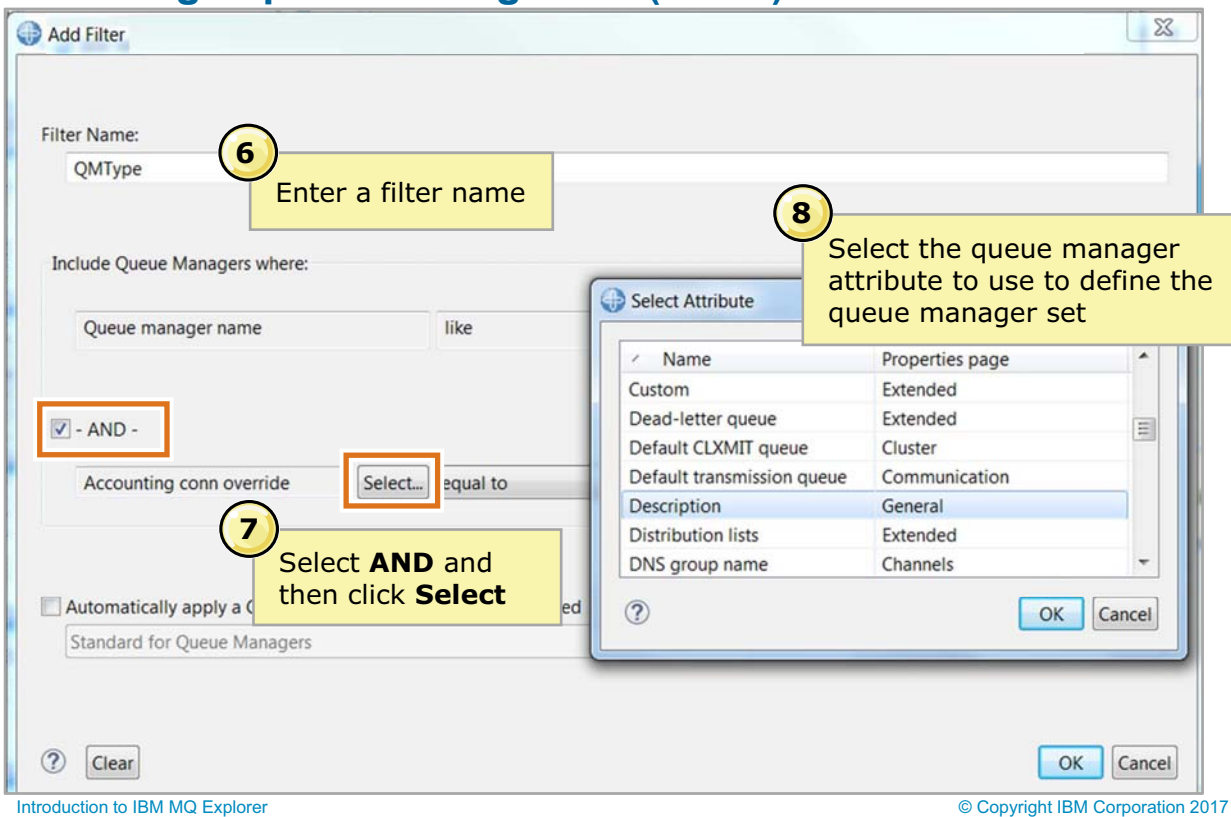 Add Filter
Filter Name:
QMType
6
Enter a filter name
8
Select the queue manager
attribute to use to define the
queue manager set
Include Queue Managers where:
Queue manager name
like
Select Attribute
Name
Properties page
Custom
Extended
Dead-letter queue
Extended
Default CLXMIT queue
Cluster
Default transmission queue
Communication
Description
General
Distribution lists
Extended
DNS group name
Channels
OK
Cancel
- AND -
Accounting conn override
Select...
equal to
7
Select AND and
then click Select
Automatically apply a
ed
Standard for Queue Managers
Clear
OK
Cancel
Introduction to IBM MQ Explorer
© Copyright IBM Corporation 2017